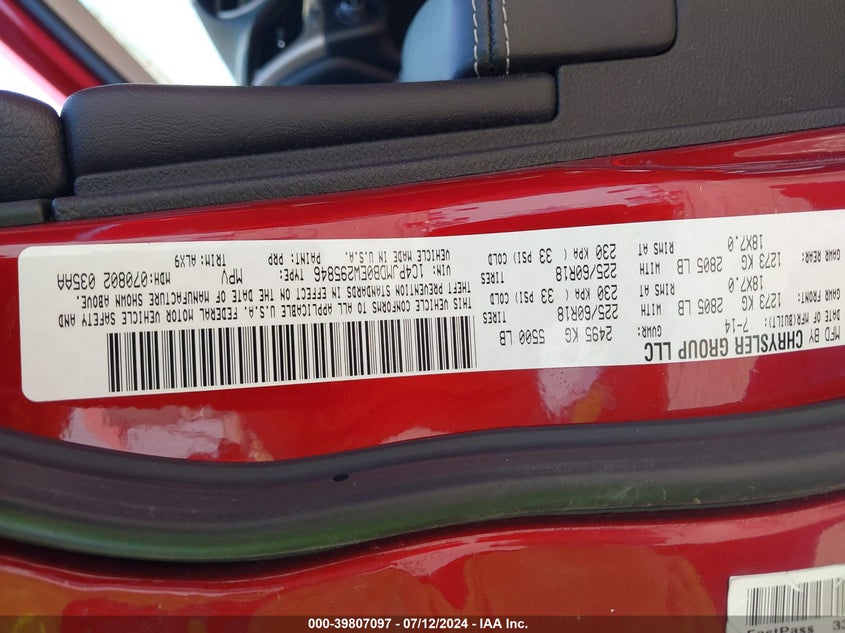 MFD BY CHRYSLER GROUP LLC
DATE OF MFR(BUILT): 7-14 GVWR: 2495 KG 5500 LB
GAWR FRONT: WITH TIRES
1273 KG 2805 LB 225/60R18
RIMS AT 230 KPA ( 33 PSI) COLD
18X7.0
GAWR REAR: WITH TIRES
1273 KG 2805 LB 225/60R18
RIMS AT 230 KPA ( 33 PSI) COLD
18X7.0
THIS VEHICLE CONFORMS TO ALL APPLICABLE U.S.A. FEDERAL MOTOR VEHICLE SAFETY AND
THEFT PREVENTION STANDARDS IN EFFECT ON THE DATE OF MANUFACTURE SHOWN ABOVE.
VIN: 1C4PJMDB0EW295846 TYPE: MPV MDH:070802 035AA
VEHICLE MADE IN U.S.A. PAINT: PRP TRIM:ALX9
FastPass
000-39807097 - 07/12/2024 - IAA Inc.